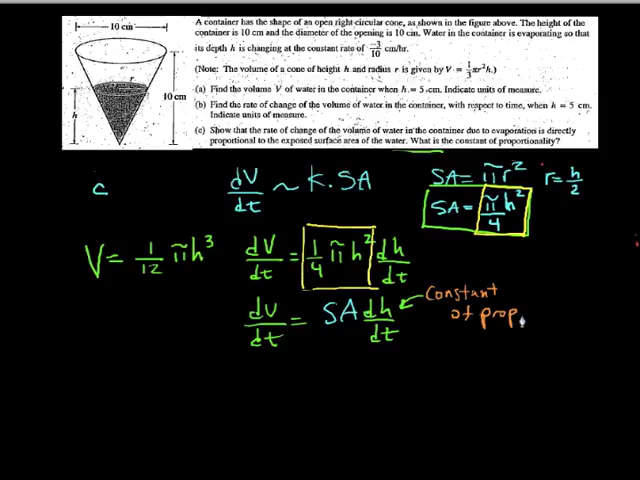 10 cm
A container has the shape of an open right circular cone, as shown in the figure above. The height of the
container is 10 cm and the diameter of the opening is 10 cm. Water in the container is evaporating so that
its depth h is changing at the constant rate of -3/10 cm/hr.
(Note: The volume of a cone of height h and radius r is given by V = 1/3 πr²h.)
r
10 cm
h
(a) Find the volume V of water in the container when h = 5 cm. Indicate units of measure.
(b) Find the rate of change of the volume of water in the container, with respect to time, when h = 5 cm.
Indicate units of measure.
(c) Show that the rate of change of the volume of water in the container due to evaporation is directly
proportional to the exposed surface area of the water. What is the constant of proportionality?
c
dV/dt ~ K·SA
SA = πr² r = h/2
SA = π/4 h²
V = 1/12 πh³
dV/dt = 1/4 πh² dh/dt
dV/dt = SA dh/dt
Constant
of prop